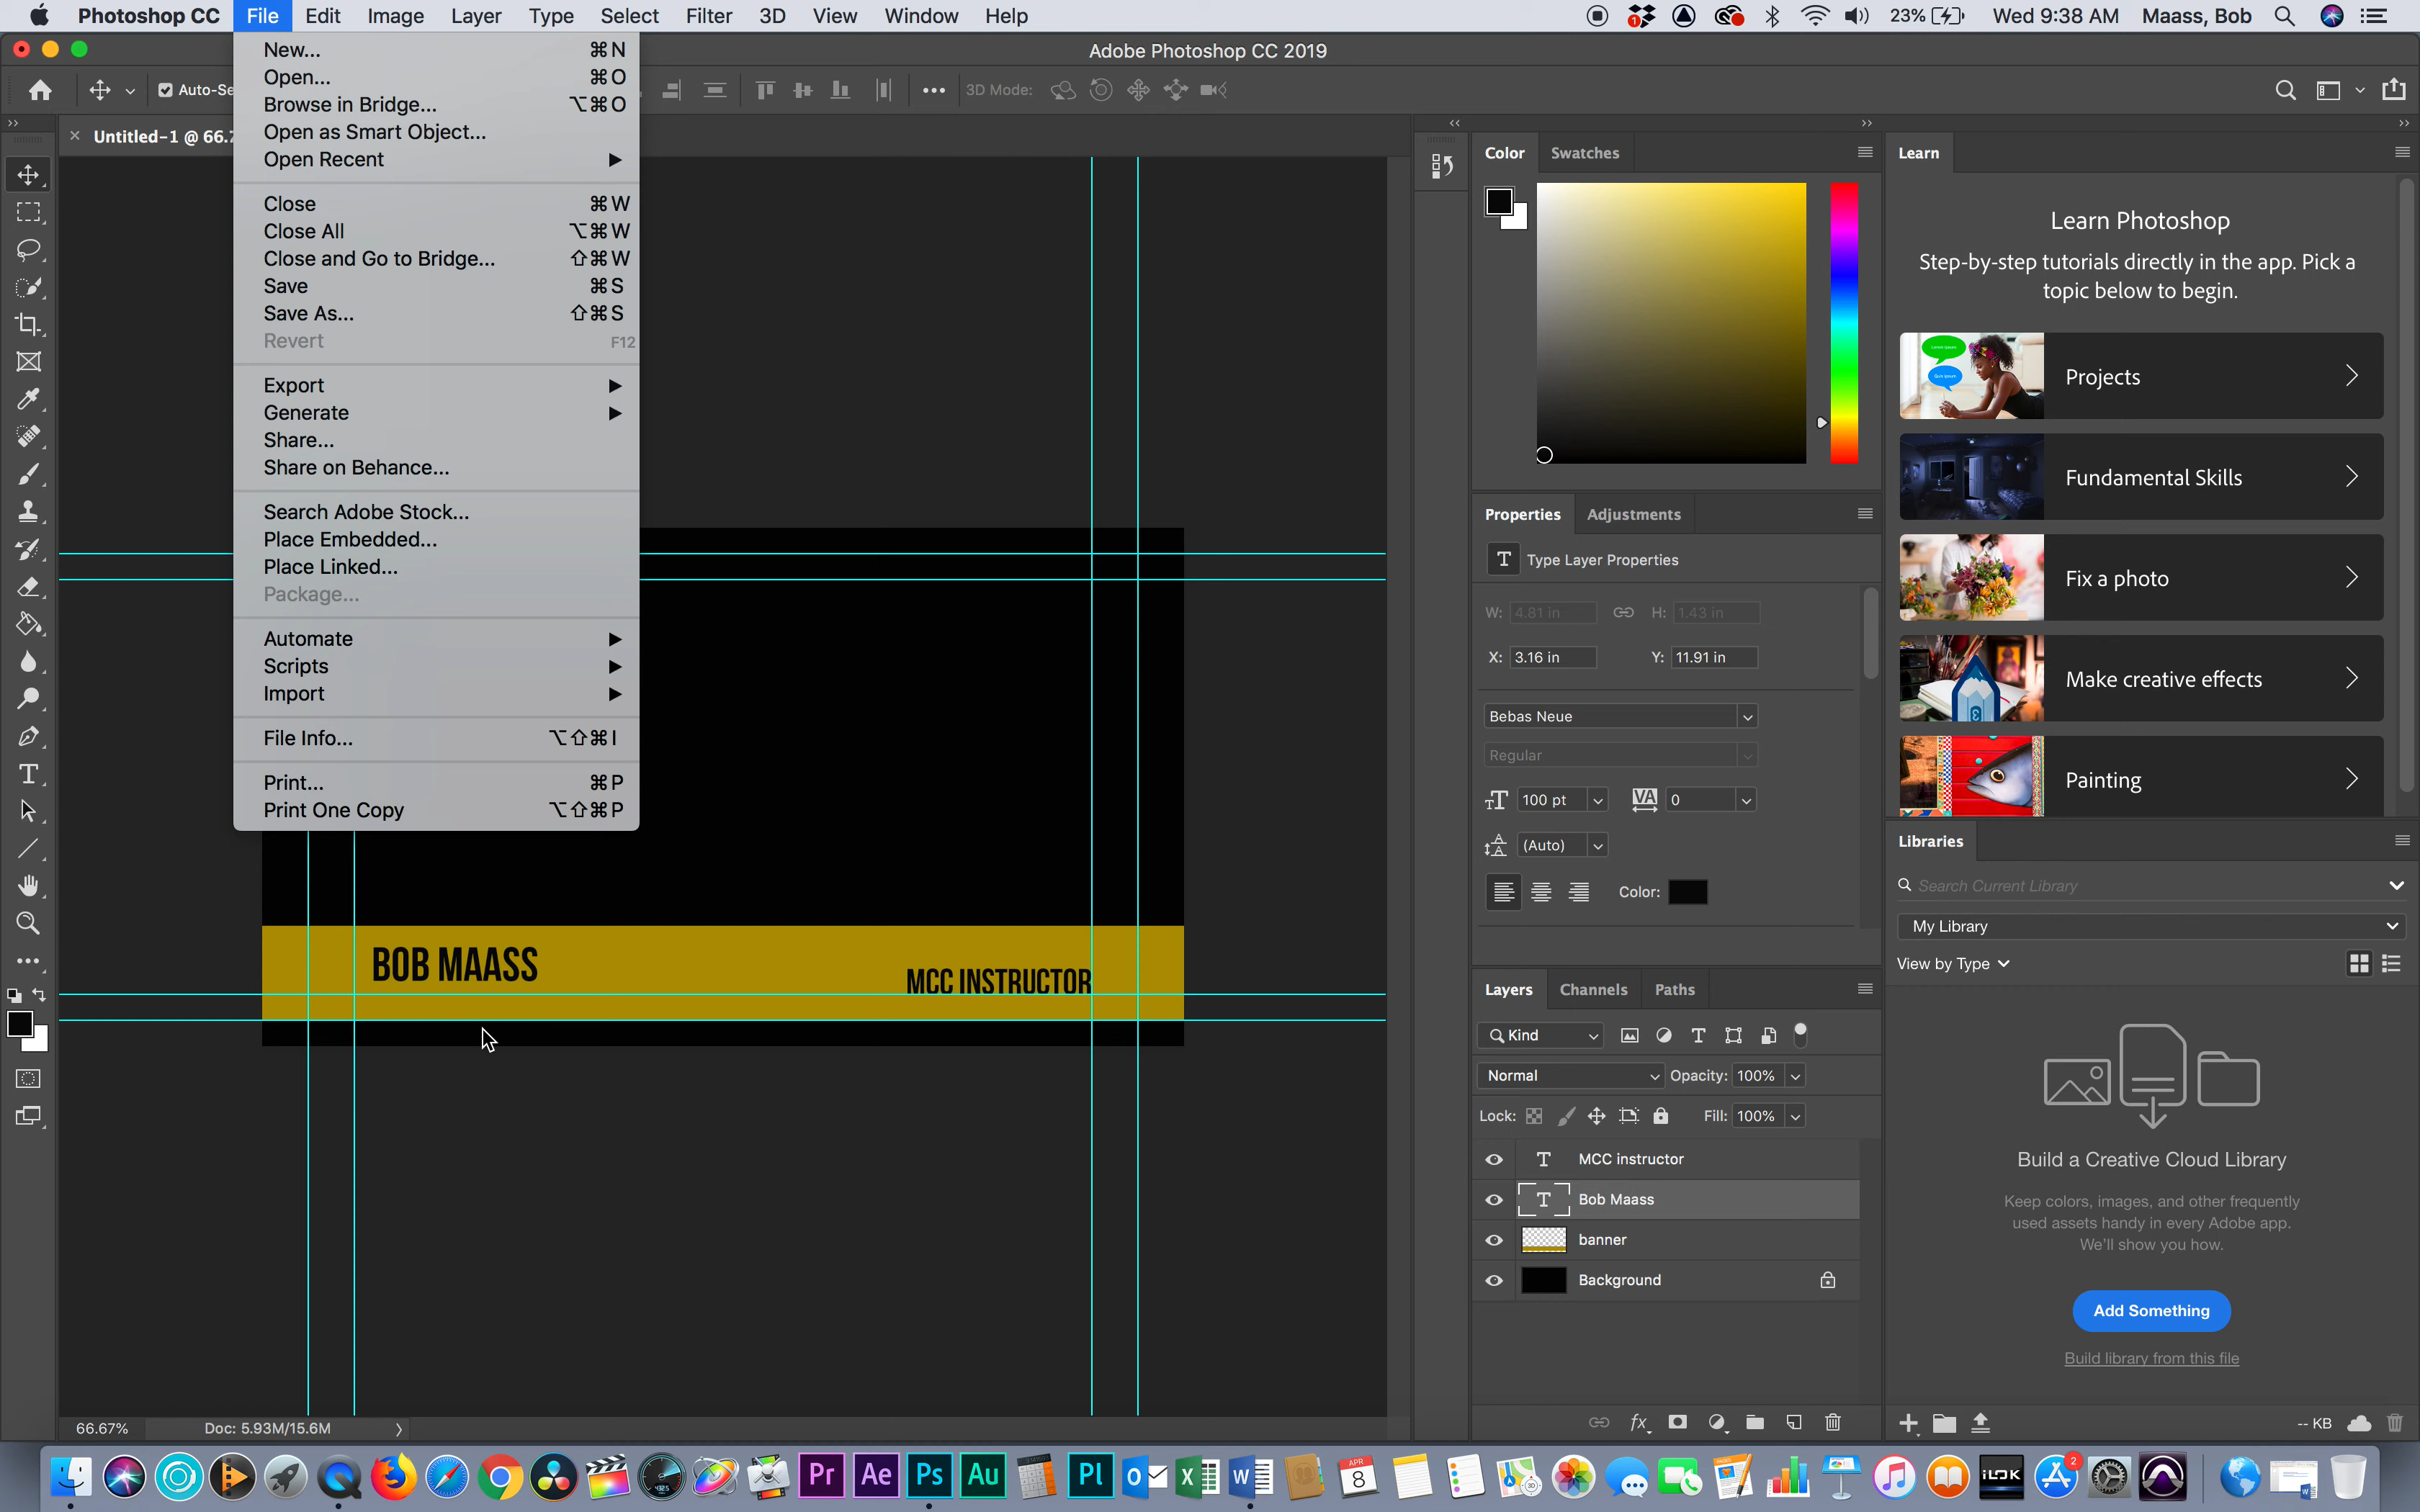 Photoshop CC File Edit Image Layer Type Select Filter 3D View Window Help 23% Wed 9:38 AM Maass, Bob
Adobe Photoshop CC 2019
Auto-Se
3D Mode:
Untitled-1 @ 66.
New... ⌘N
Open... ⌘O
Browse in Bridge... ⌥⌘O
Open as Smart Object...
Open Recent
Close ⌘W
Close All ⌥⌘W
Close and Go to Bridge... ⇧⌘W
Save ⌘S
Save As... ⇧⌘S
Revert F12
Export
Generate
Share...
Share on Behance...
Search Adobe Stock...
Place Embedded...
Place Linked...
Package...
Automate
Scripts
Import
File Info... ⌥⇧⌘I
Print... ⌘P
Print One Copy ⌥⇧⌘P
BOB MAASS
MCC INSTRUCTOR
66.67% Doc: 5.93M/15.6M
Color Swatches
Properties Adjustments
T Type Layer Properties
W: 4.81 in H: 1.43 in
X: 3.16 in Y: 11.91 in
Bebas Neue
Regular
100 pt VA 0
(Auto)
Color:
Layers Channels Paths
Kind
Normal Opacity: 100%
Lock: Fill: 100%
T MCC instructor
T Bob Maass
banner
Background
fx
Learn
Learn Photoshop
Step-by-step tutorials directly in the app. Pick a
topic below to begin.
Projects
Fundamental Skills
Fix a photo
Make creative effects
Painting
Libraries
Search Current Library
My Library
View by Type
Build a Creative Cloud Library
Keep colors, images, and other frequently
used assets handy in every Adobe app.
We'll show you how.
Add Something
Build library from this file
-- KB
Pr Ae Ps Au Pl APR 8 iLOK 2